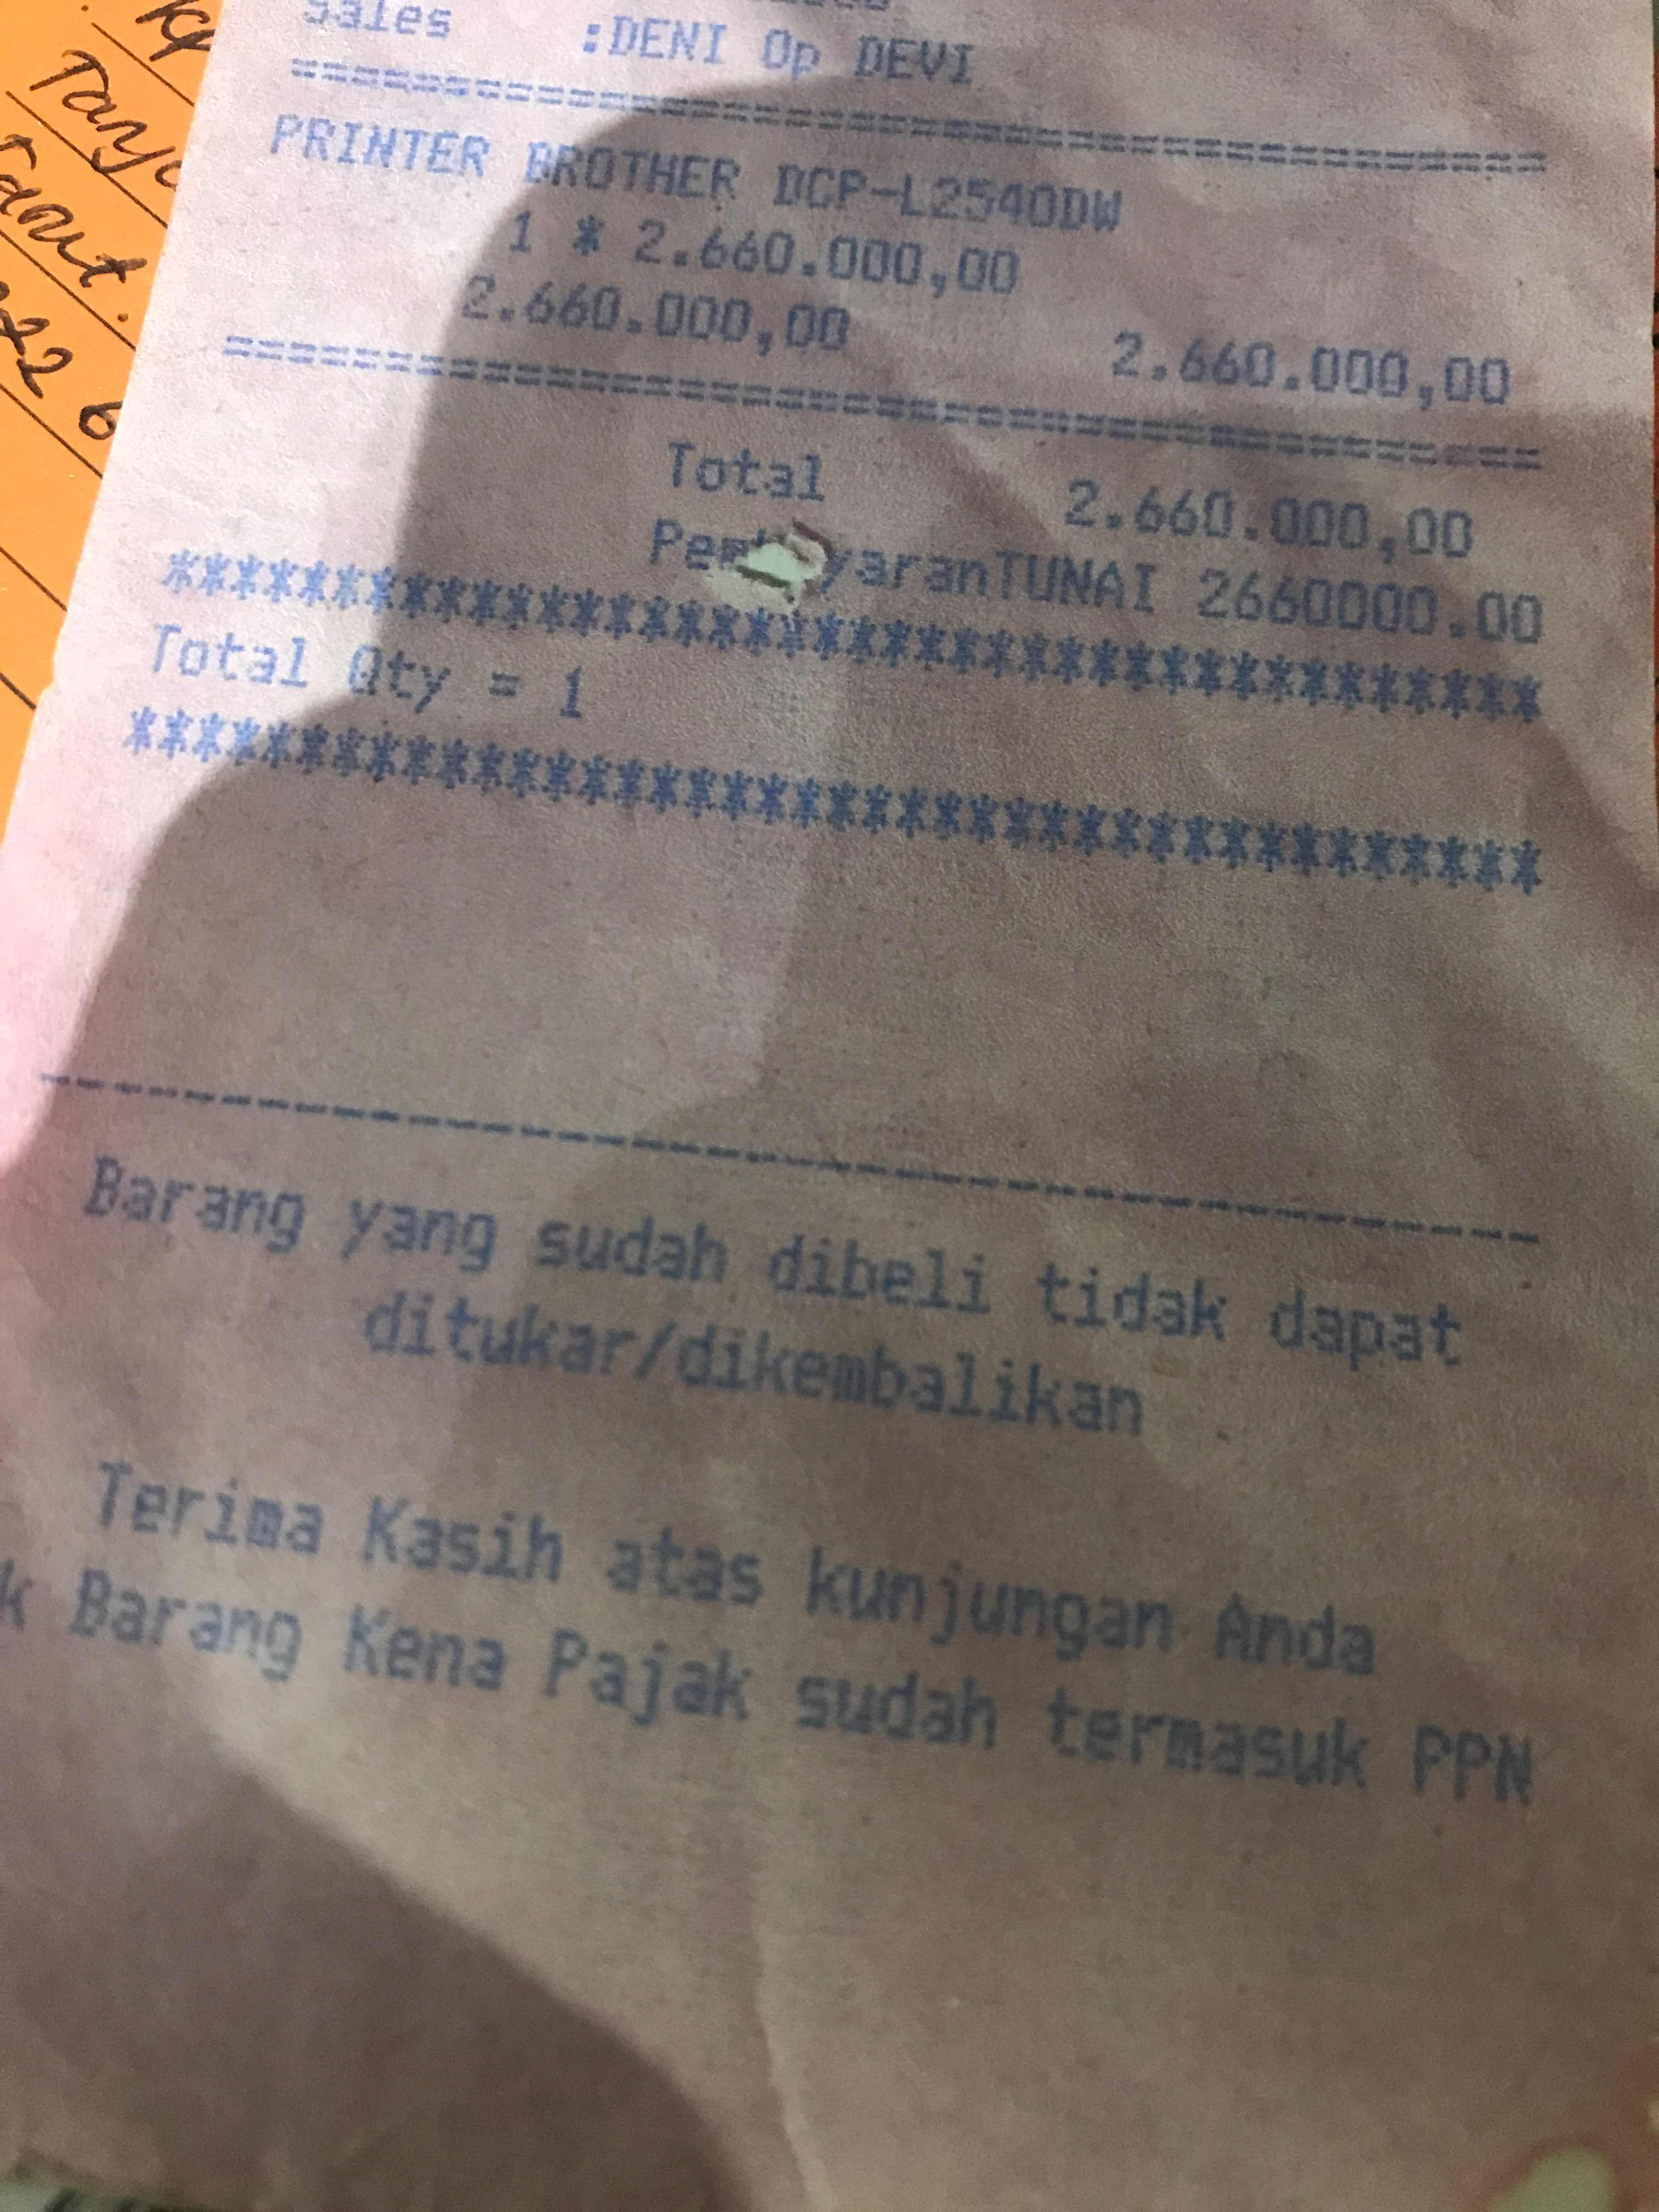 Sales :DENI Op DEVI
========================================
PRINTER BROTHER DCP-L2540DW
1 * 2.660.000,00
2.660.000,00 2.660.000,00
========================================
Total 2.660.000,00
PembayaranTUNAI 2660000.00
****************************************
Total Qty = 1
****************************************
----------------------------------------
Barang yang sudah dibeli tidak dapat
ditukar/dikembalikan
Terima Kasih atas kunjungan Anda
k Barang Kena Pajak sudah termasuk PPN